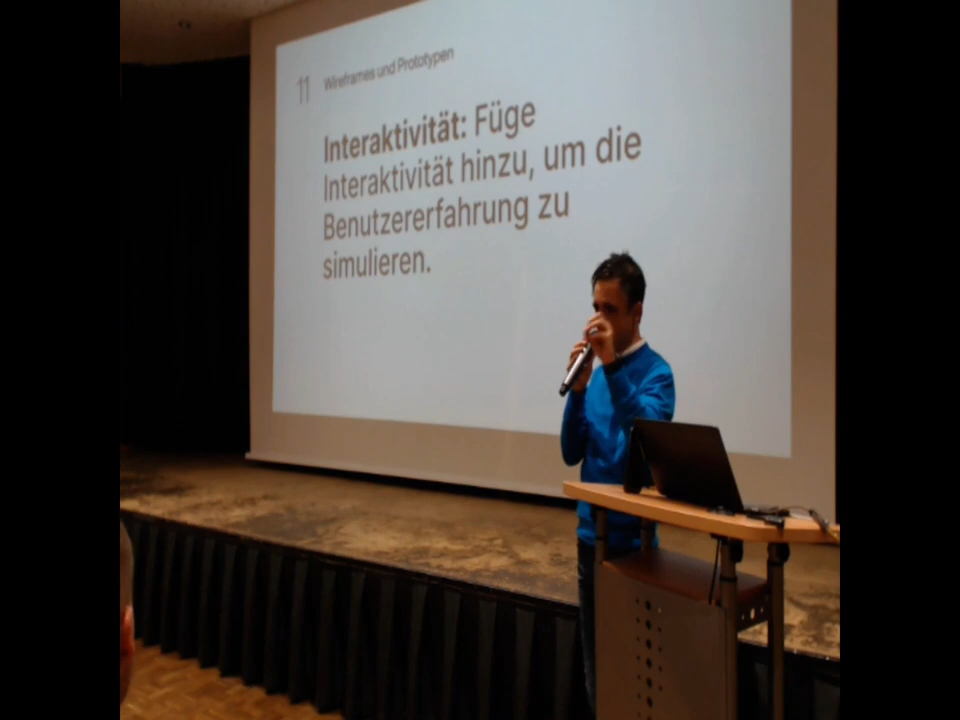 11 Wireframes und Prototypen
Interaktivität: Füge
Interaktivität hinzu, um die
Benutzererfahrung zu
simulieren.